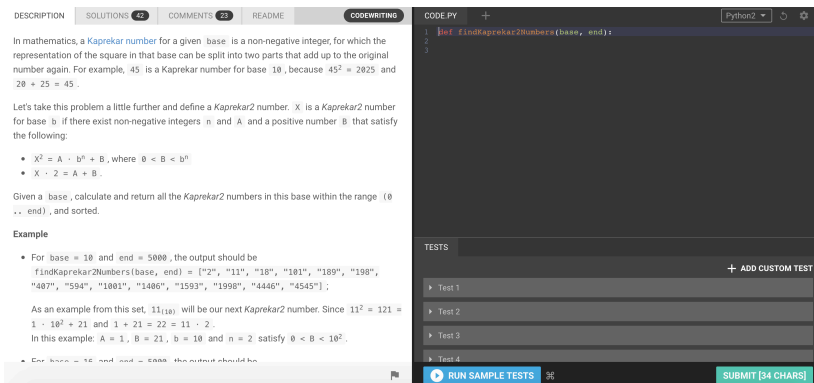 DESCRIPTION SOLUTIONS 42 COMMENTS 23 README CODEWRITING
In mathematics, a Kaprekar number for a given base is a non-negative integer, for which the
representation of the square in that base can be split into two parts that add up to the original
number again. For example, 45 is a Kaprekar number for base 10 , because 45² = 2025 and
20 + 25 = 45 .
Let's take this problem a little further and define a Kaprekar2 number. X is a Kaprekar2 number
for base b if there exist non-negative integers n and A and a positive number B that satisfy
the following:
• X² = A · bⁿ + B , where 0 < B < bⁿ
• X · 2 = A + B .
Given a base , calculate and return all the Kaprekar2 numbers in this base within the range (0
.. end) , and sorted.
Example
• For base = 10 and end = 5000 , the output should be
findKaprekar2Numbers(base, end) = ["2", "11", "18", "101", "189", "198",
"407", "594", "1001", "1406", "1593", "1998", "4446", "4545"] ;
As an example from this set, 11₍₁₀₎ will be our next Kaprekar2 number. Since 11² = 121 =
1 · 10² + 21 and 1 + 21 = 22 = 11 · 2 .
In this example: A = 1 , B = 21 , b = 10 and n = 2 satisfy 0 < B < 10² .
• For base = 16 and end = 5000 , the output should be
CODE.PY + Python2
1 def findKaprekar2Numbers(base, end):
2
3
TESTS
+ ADD CUSTOM TEST
Test 1
Test 2
Test 3
Test 4
RUN SAMPLE TESTS ⌘ SUBMIT [34 CHARS]